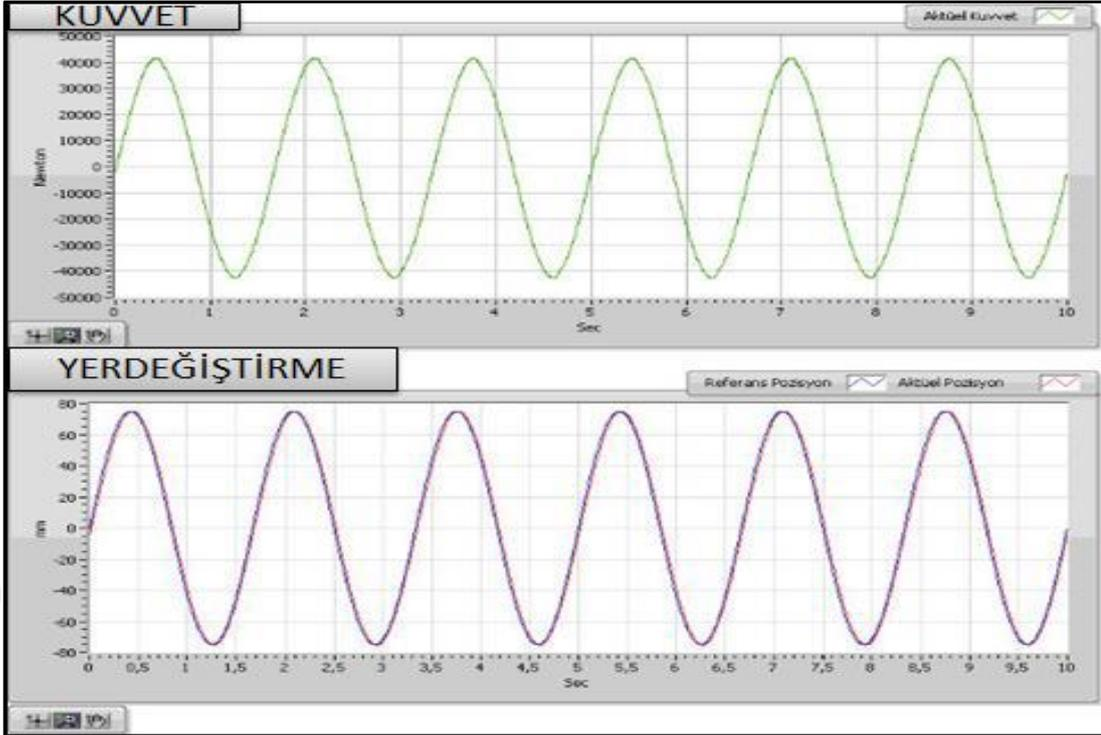 KUVVET
Aktüel Kuvvet
50000
40000
30000
20000
10000
0
-10000
-20000
-30000
-40000
-50000
Newton
0 1 2 3 4 5 6 7 8 9 10
Sec
YERDEĞİŞTİRME
Referans Pozisyon Aktüel Pozisyon
80
60
40
20
0
-20
-40
-60
-80
mm
0 0,5 1 1,5 2 2,5 3 3,5 4 4,5 5 5,5 6 6,5 7 7,5 8 8,5 9 9,5 10
Sec